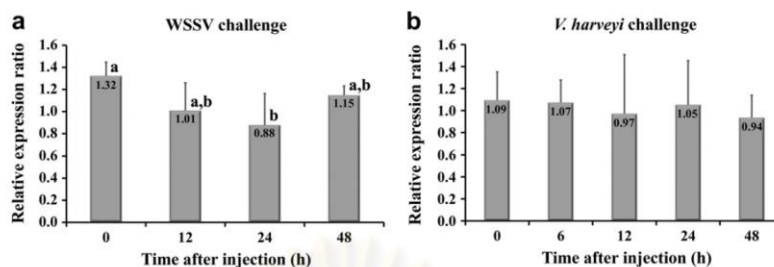 a
WSSV challenge
Relative expression ratio
1.6
1.4
1.2
1.0
0.8
0.6
0.4
0.2
0.0
1.32
a
1.01
a,b
0.88
b
1.15
a,b
0 12 24 48
Time after injection (h)
b
V. harveyi challenge
Relative expression ratio
1.6
1.4
1.2
1.0
0.8
0.6
0.4
0.2
0.0
1.09
1.07
0.97
1.05
0.94
0 6 12 24 48
Time after injection (h)